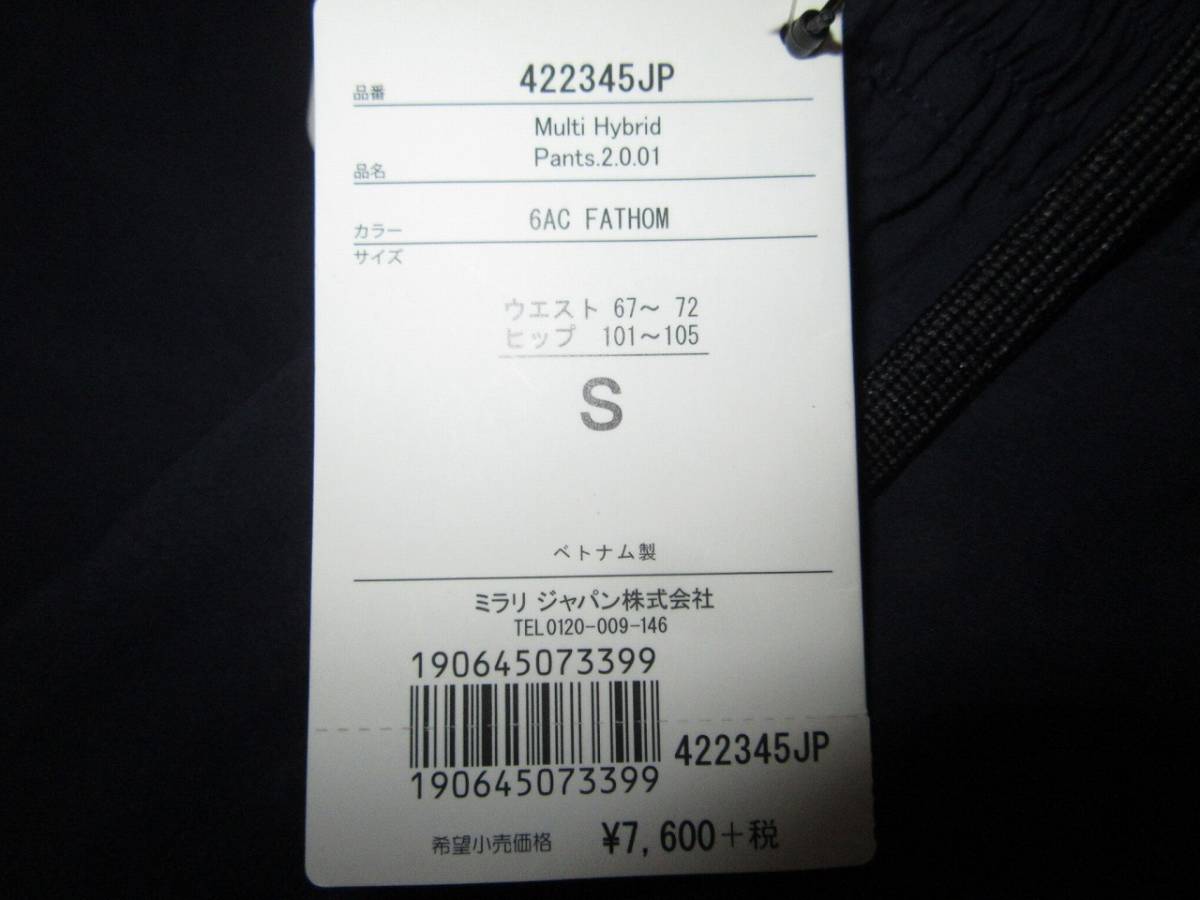 品番 422345JP
Multi Hybrid
品名 Pants.2.0.01
カラー 6AC FATHOM
サイズ
ウエスト 67～ 72
ヒップ 101～105
S
ベトナム製
ミラリ ジャパン株式会社
TEL0120-009-146
190645073399
422345JP
190645073399
希望小売価格 ¥7,600+税